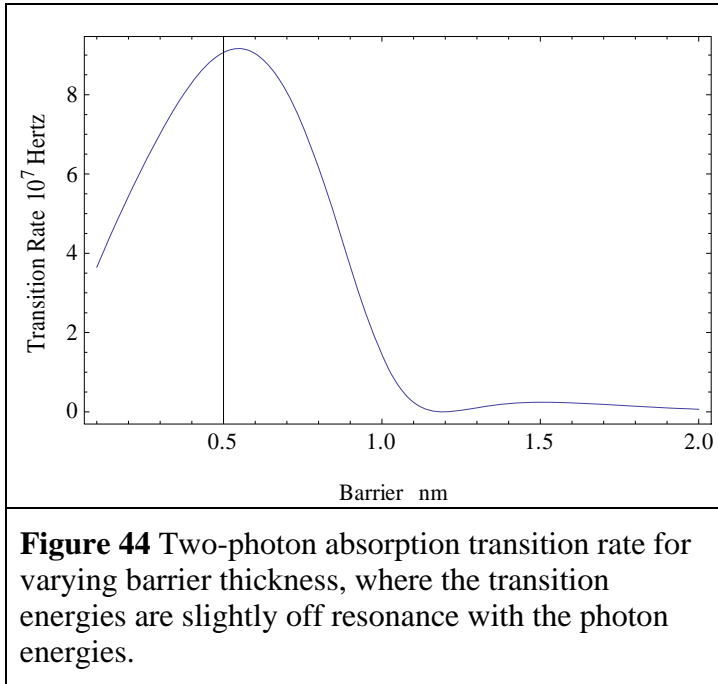 8
6
4
2
0
Transition Rate 10^7 Hertz
0.5 1.0 1.5 2.0
Barrier nm
Figure 44 Two-photon absorption transition rate for
varying barrier thickness, where the transition
energies are slightly off resonance with the photon
energies.